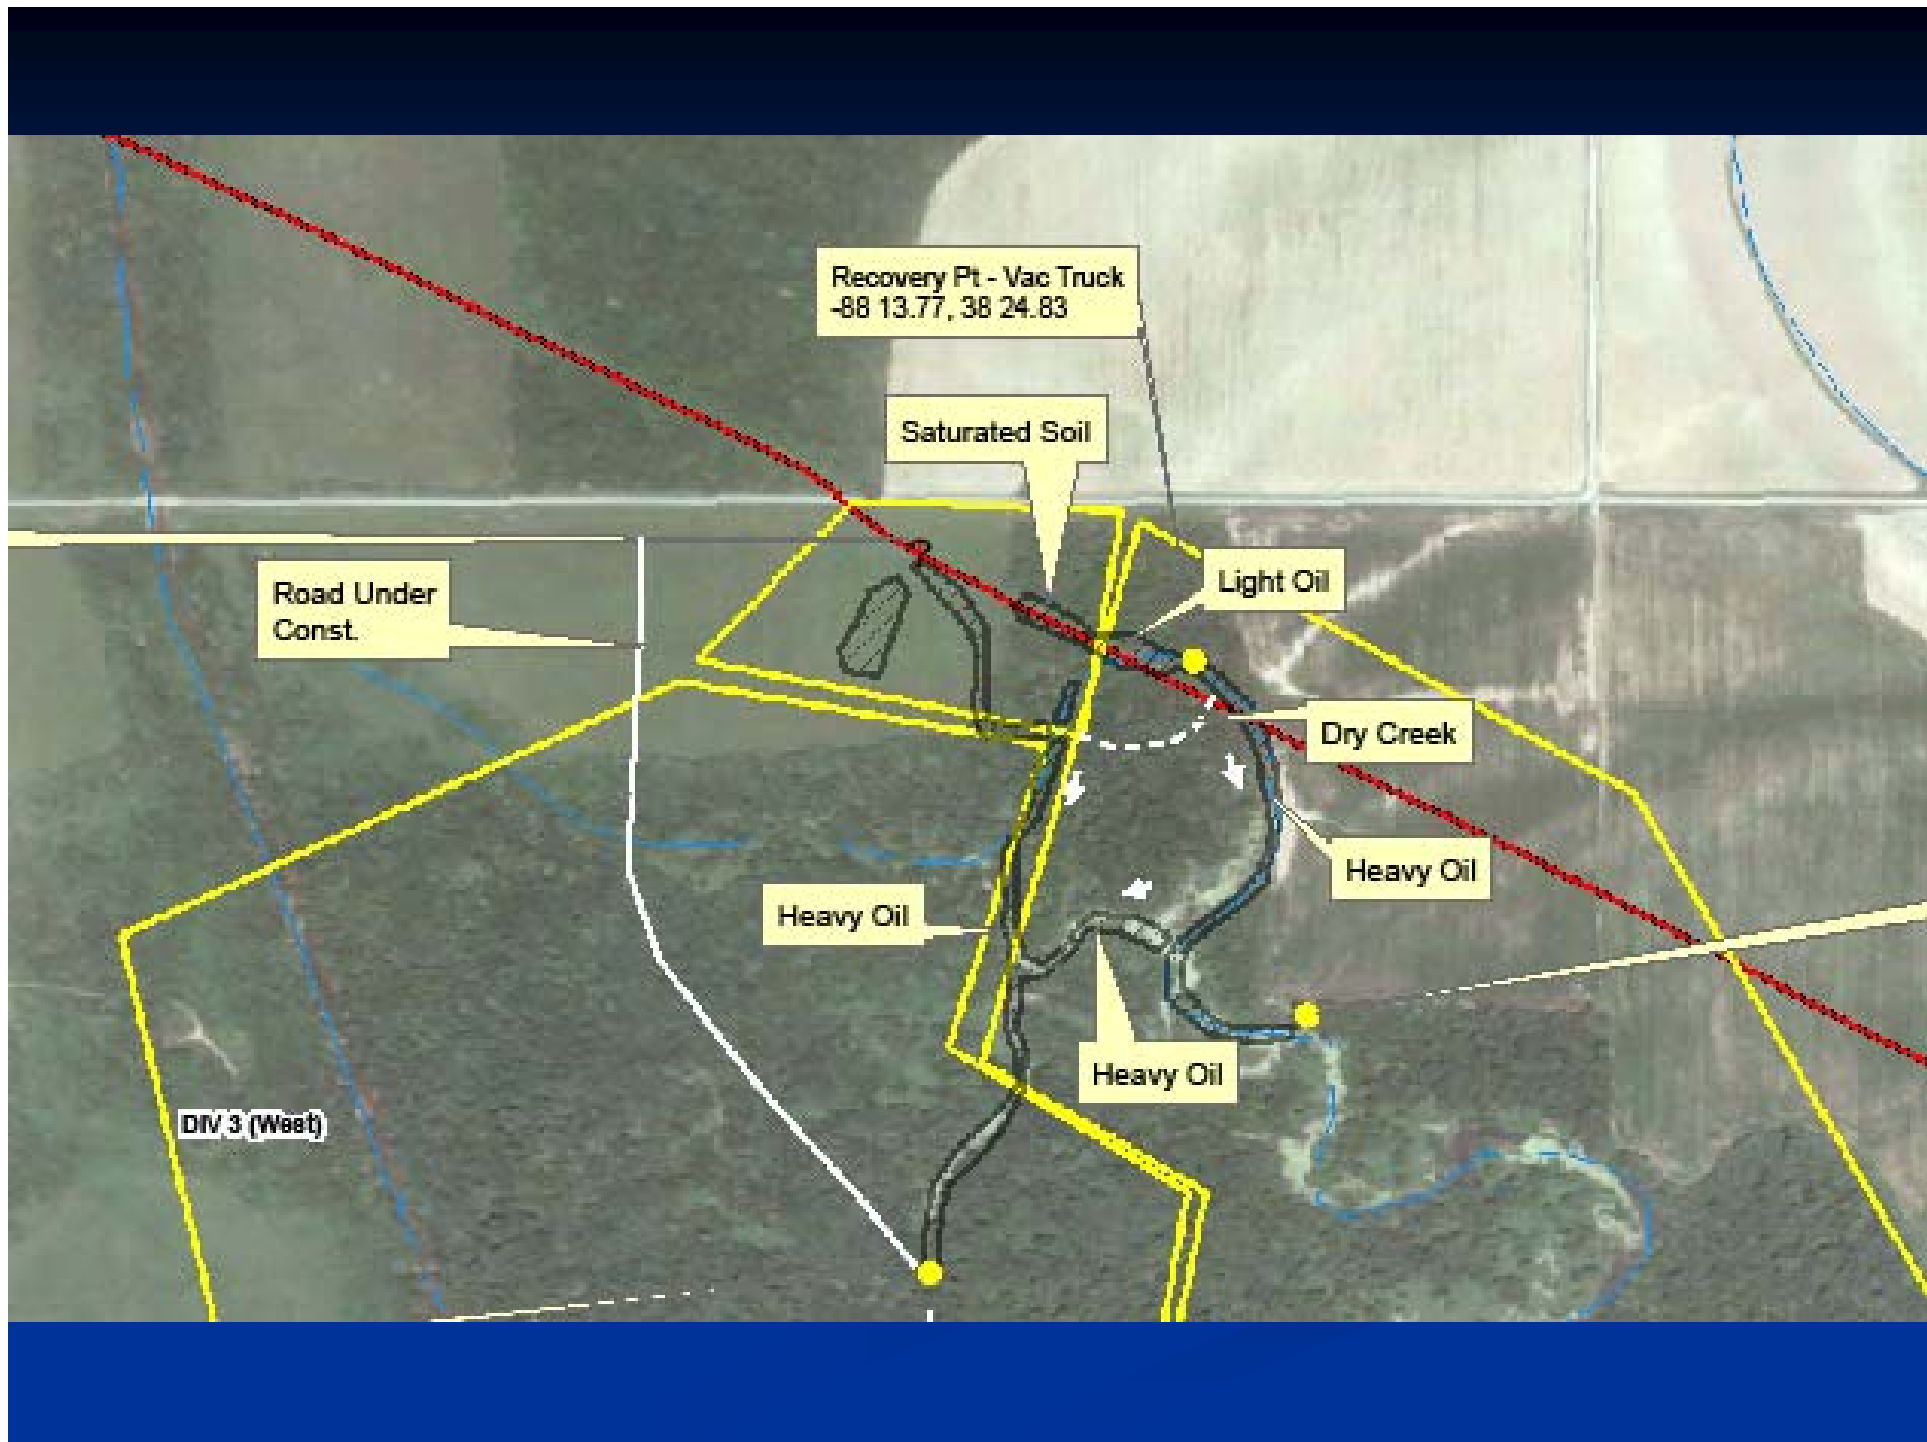 Recovery Pt - Vac Truck
-88 13.77, 38 24.83
Saturated Soil
Light Oil
Road Under
Const.
Dry Creek
Heavy Oil
Heavy Oil
Heavy Oil
DIV 3 (West)